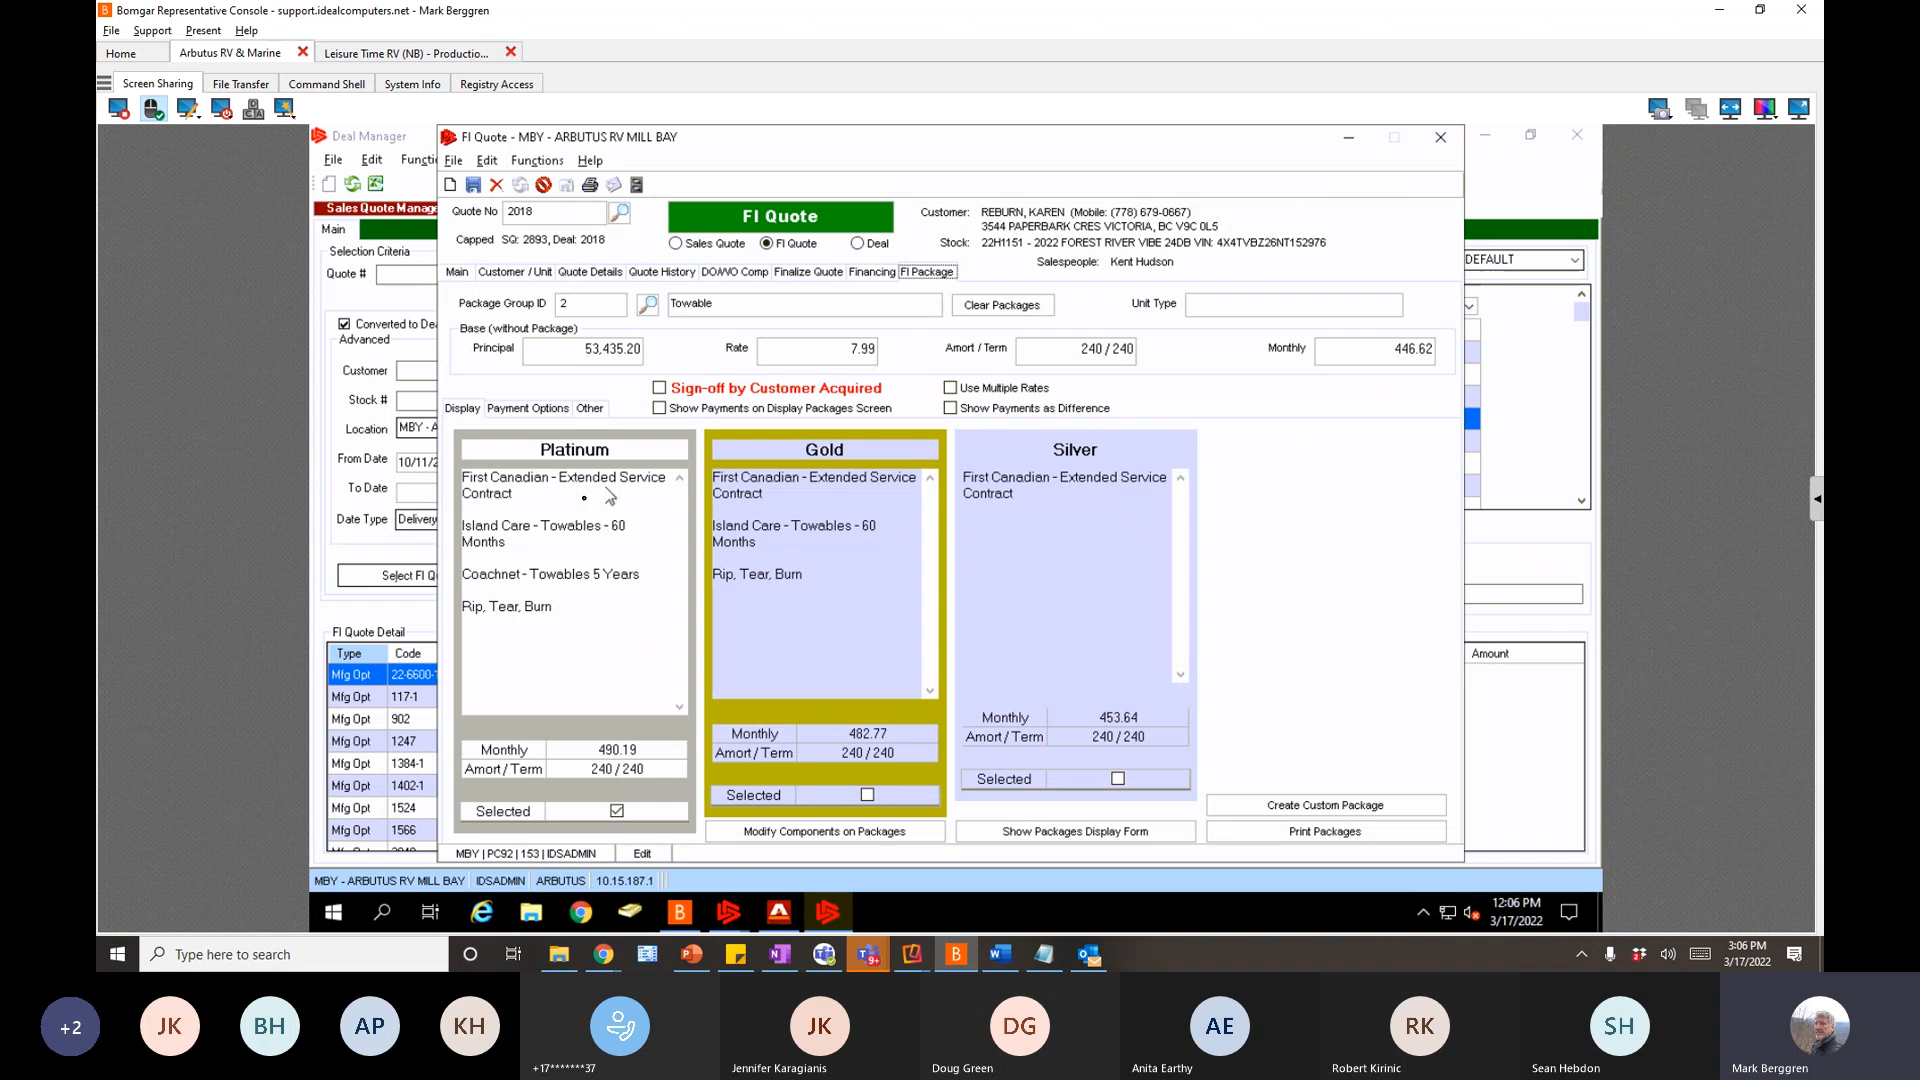 Bomgar Representative Console - support.idealcomputers.net - Mark Berggren
File Support Present Help
Home Arbutus RV & Marine Leisure Time RV (NB) - Productio...
Screen Sharing File Transfer Command Shell System Info Registry Access
Deal Manager
File Edit Functi
Sales Quote Manag
Main
Selection Criteria
Quote #
Converted to Dea
Advanced
Customer
Stock #
Location MBY - A
From Date 10/11/2
To Date
Date Type Delivery
Select FI Q
FI Quote Detail
Type Code
Mfg Opt 22-6600-
Mfg Opt 117-1
Mfg Opt 902
Mfg Opt 1247
Mfg Opt 1384-1
Mfg Opt 1402-1
Mfg Opt 1524
Mfg Opt 1566
FI Quote - MBY - ARBUTUS RV MILL BAY
File Edit Functions Help
Quote No 2018
Capped SQ: 2893, Deal: 2018
FI Quote
Sales Quote FI Quote Deal
Customer: REBURN, KAREN (Mobile: (778) 679-0667)
3544 PAPERBARK CRES VICTORIA, BC V9C 0L5
Stock: 22H1151 - 2022 FOREST RIVER VIBE 24DB VIN: 4X4TVBZ26NT152976
Salespeople: Kent Hudson
Main Customer / Unit Quote Details Quote History DOA/WO Comp Finalize Quote Financing FI Package
Package Group ID 2 Towable Clear Packages Unit Type
Base (without Package)
Principal 53,435.20 Rate 7.99 Amort / Term 240 / 240 Monthly 446.62
Sign-off by Customer Acquired Use Multiple Rates
Display Payment Options Other Show Payments on Display Packages Screen Show Payments as Difference
Platinum
First Canadian - Extended Service
Contract
Island Care - Towables - 60
Months
Coachnet - Towables 5 Years
Rip, Tear, Burn
Monthly 490.19
Amort / Term 240 / 240
Selected
Gold
First Canadian - Extended Service
Contract
Island Care - Towables - 60
Months
Rip, Tear, Burn
Monthly 482.77
Amort / Term 240 / 240
Selected
Silver
First Canadian - Extended Service
Contract
Monthly 453.64
Amort / Term 240 / 240
Selected
Create Custom Package
Modify Components on Packages Show Packages Display Form Print Packages
MBY | PC92 | 153 | IDSADMIN Edit
DEFAULT
Amount
MBY - ARBUTUS RV MILL BAY IDSADMIN ARBUTUS 10.15.187.1
12:06 PM
3/17/2022
Type here to search
9+
2
3:06 PM
3/17/2022
+2 JK BH AP KH JK DG AE RK SH
+17*******37 Jennifer Karagianis Doug Green Anita Earthy Robert Kirinic Sean Hebdon Mark Berggren